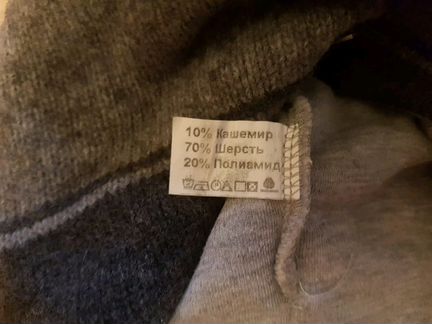 10% Кашемир
70% Шерсть
20% Полиамид